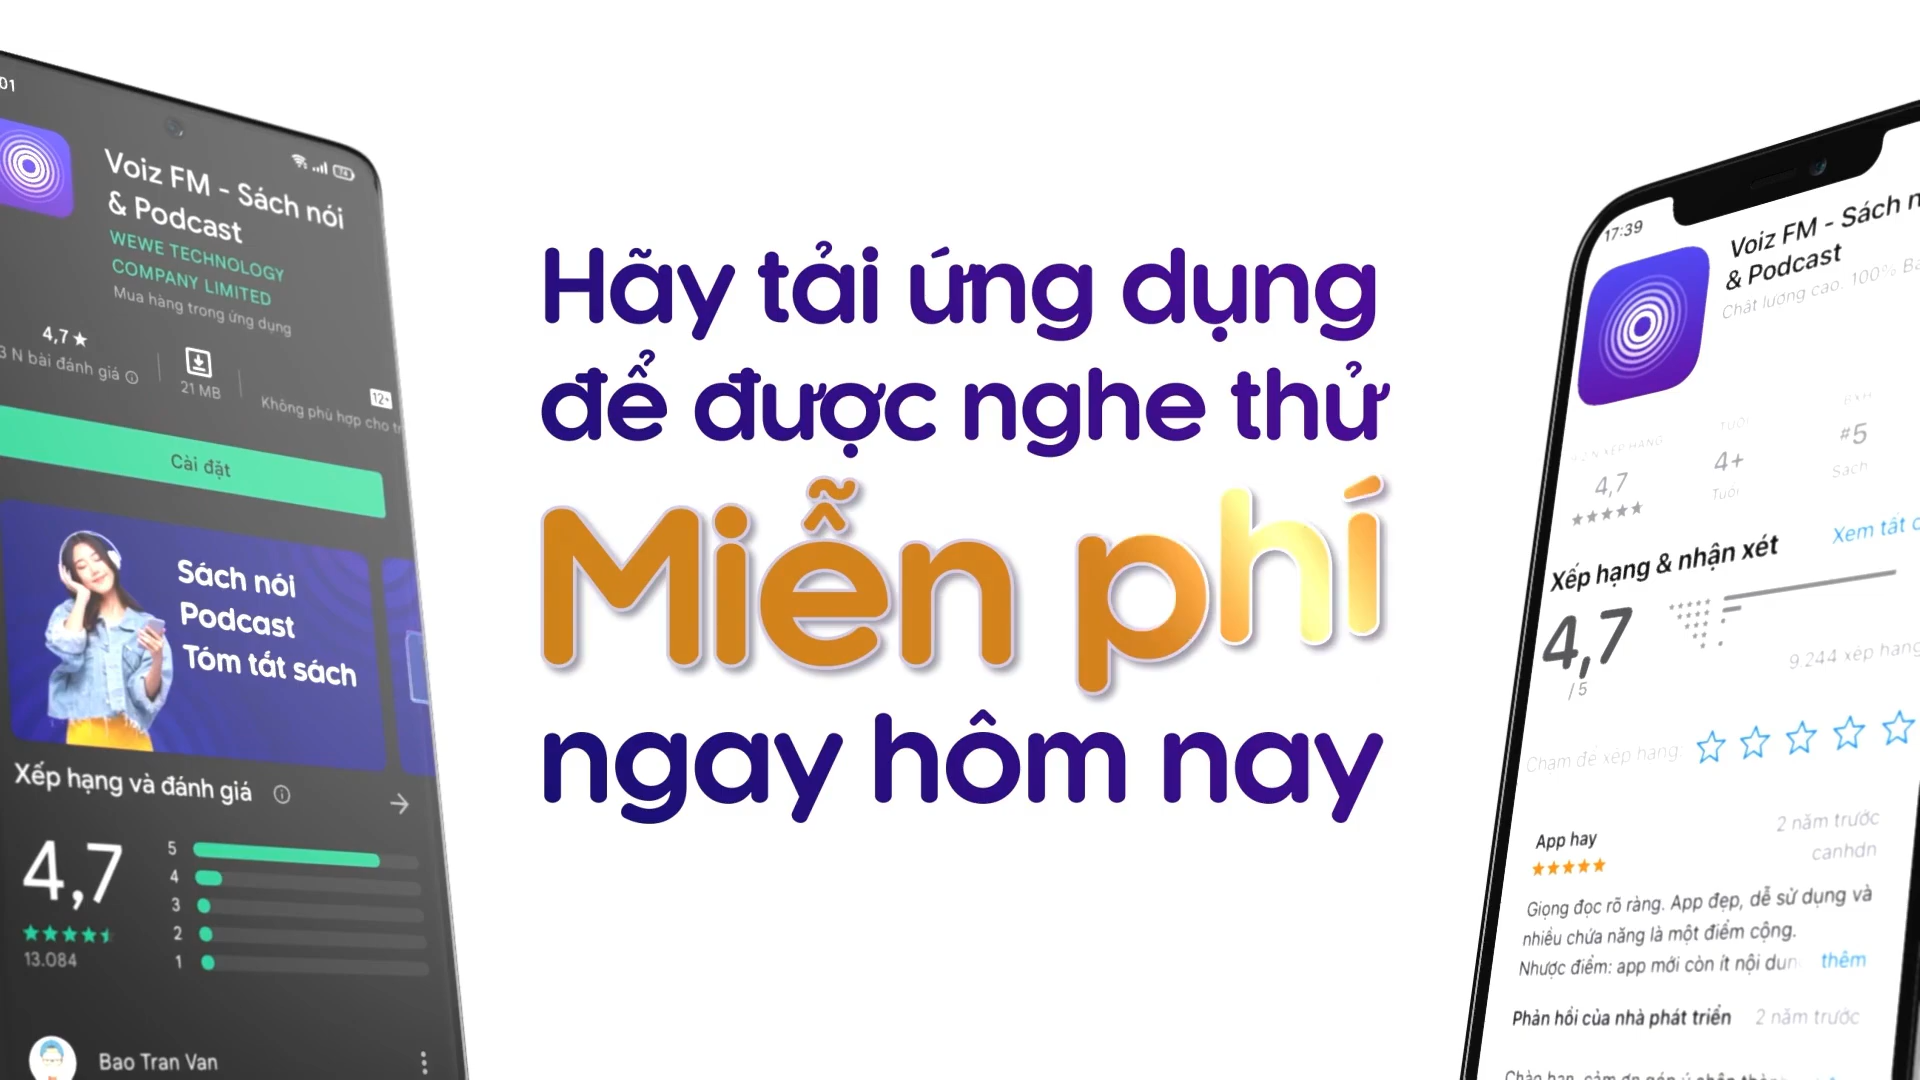 01
Voiz FM - Sách nói
& Podcast
WEWE TECHNOLOGY
COMPANY LIMITED
Mua hàng trong ứng dụng
4,7 ★
3 N bài đánh giá
21 MB
12+
Không phù hợp cho
Cài đặt
Sách nói
Podcast
Tóm tắt sách
Xếp hạng và đánh giá
4,7
5
4
3
2
1
13.084
Bao Tran Van
Hãy tải ứng dụng
để được nghe thử
Miễn phí
ngay hôm nay
17:39
Voiz FM - Sách
& Podcast
Chất lượng cao. 100%
XẾP HẠNG
4,7
TUỔI
4+
Tuổi
BXH
#5
Sách
Xếp hạng & nhận xét
Xem tất
4,7
/ 5
9.244 xếp hạng
Chạm để xếp hạng:
App hay
2 năm trước
canhdn
Giọng đọc rõ ràng. App đẹp, dễ sử dụng và
nhiều chứa năng là một điểm cộng.
Nhược điểm: app mới còn ít nội dun thêm
Phản hồi của nhà phát triển 2 năm trước